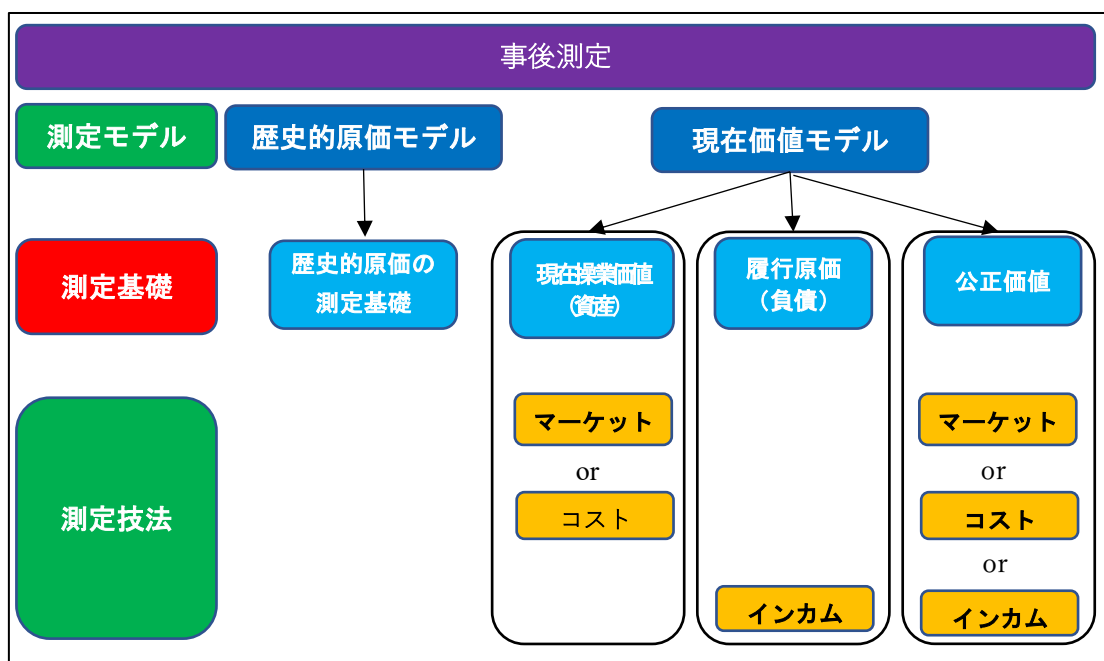 事後測定
測定モデル
歴史的原価モデル
現在価値モデル
測定基礎
歴史的原価の
測定基礎
現在操業価値
(資産)
履行原価
(負債)
公正価値
測定技法
マーケット
or
コスト
インカム
マーケット
or
コスト
or
インカム